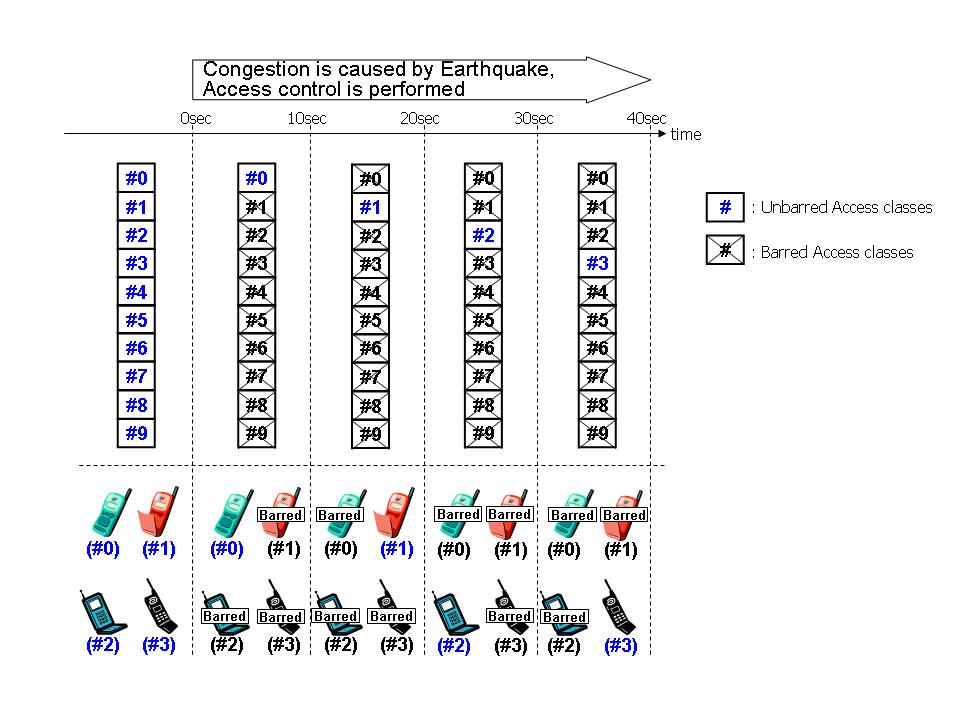 Congestion is caused by Earthquake,
Access control is performed
0sec 10sec 20sec 30sec 40sec
time
#0 #0 #0 #0 #0
#1 #1 #1 #1 #1
#2 #2 #2 #2 #2
#3 #3 #3 #3 #3
#4 #4 #4 #4 #4
#5 #5 #5 #5 #5
#6 #6 #6 #6 #6
#7 #7 #7 #7 #7
#8 #8 #8 #8 #8
#9 #9 #9 #9 #9
# : Unbarred Access classes
# : Barred Access classes
Barred Barred Barred Barred Barred Barred
(#0) (#1) (#0) (#1) (#0) (#1) (#0) (#1) (#0) (#1)
Barred Barred Barred Barred Barred Barred
(#2) (#3) (#2) (#3) (#2) (#3) (#2) (#3) (#2) (#3)